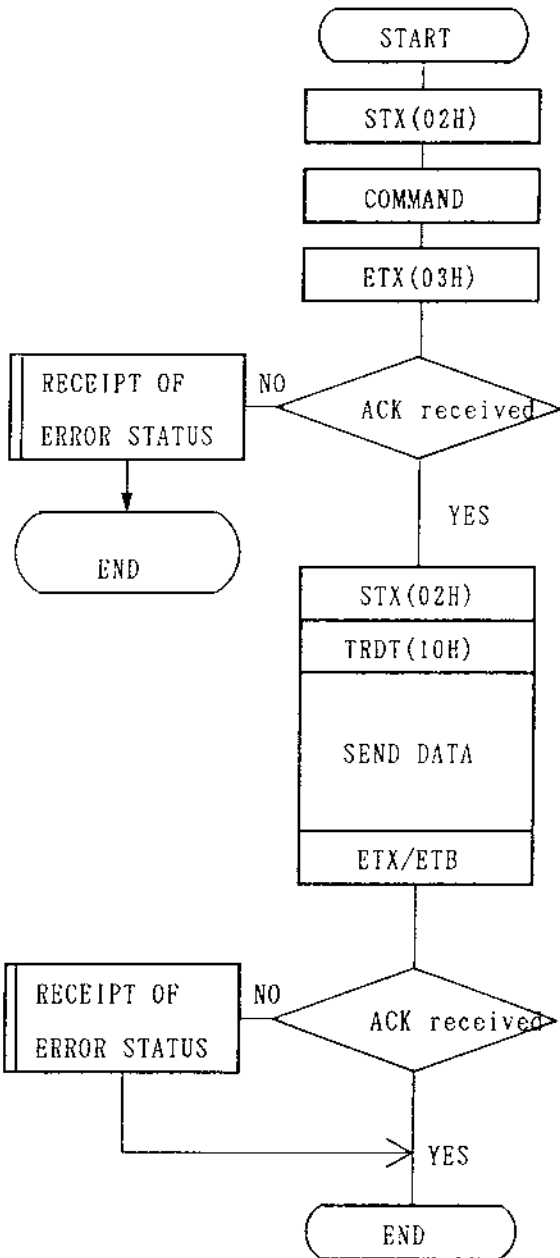 START
STX(02H)
COMMAND
ETX(03H)
RECEIPT OF
ERROR STATUS
NO
ACK received
END
YES
STX(02H)
TRDT(10H)
SEND DATA
ETX/ETB
RECEIPT OF
ERROR STATUS
NO
ACK received
YES
END